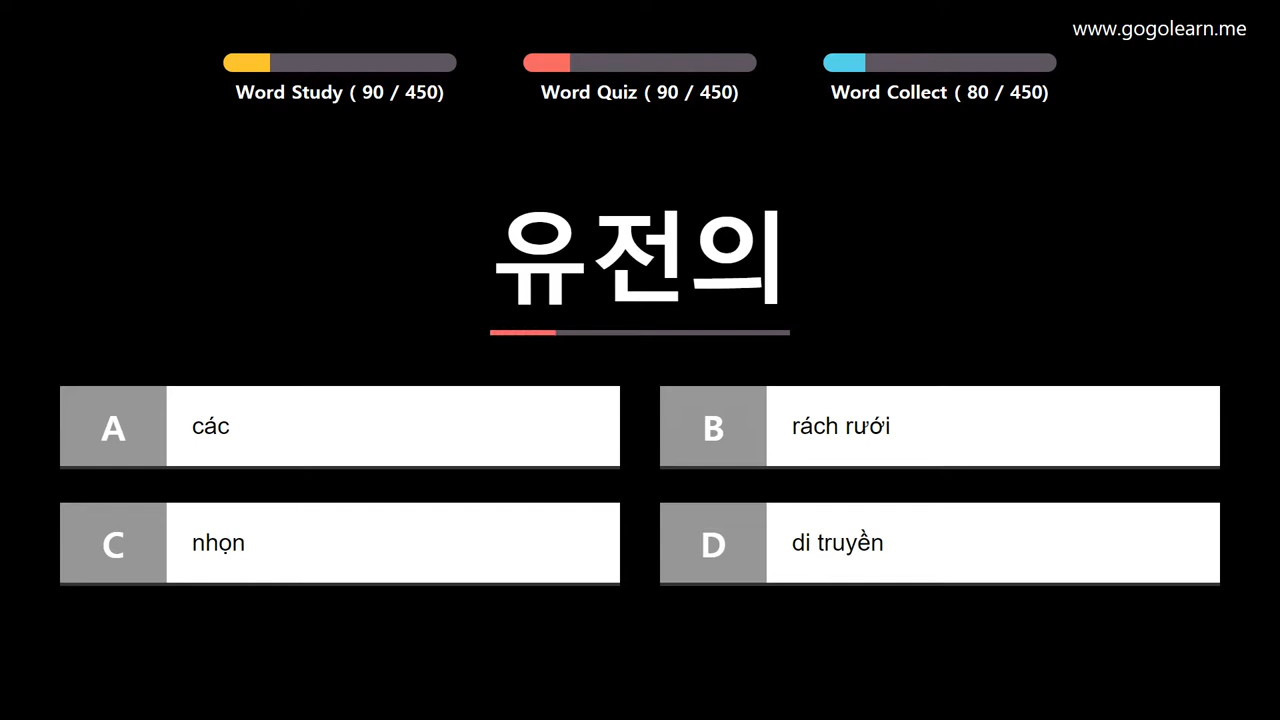 www.gogolearn.me
Word Study ( 90 / 450)
Word Quiz ( 90 / 450)
Word Collect ( 80 / 450)
유전의
A các
B rách rưới
C nhọn
D di truyền